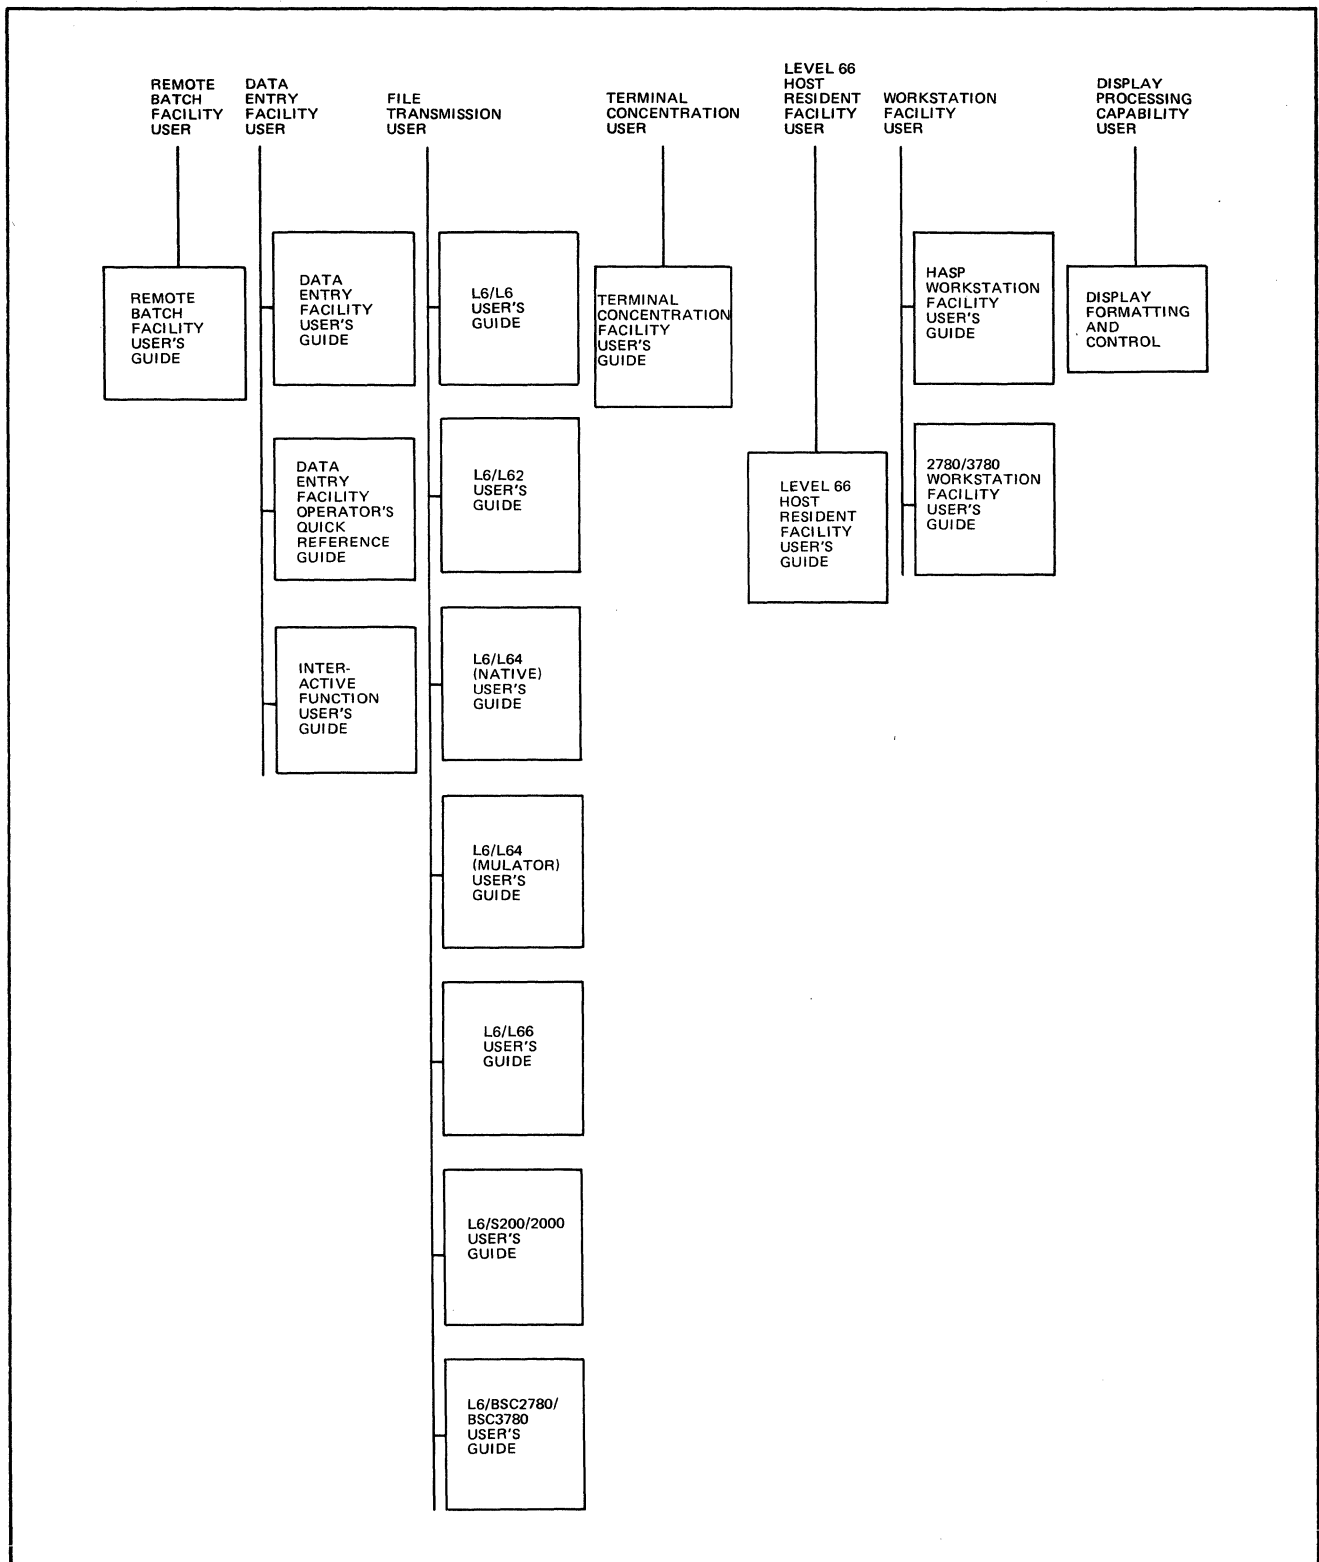 REMOTE
BATCH
FACILITY
USER
DATA
ENTRY
FACILITY
USER
FILE
TRANSMISSION
USER
TERMINAL
CONCENTRATION
USER
LEVEL 66
HOST
RESIDENT
FACILITY
USER
WORKSTATION
FACILITY
USER
DISPLAY
PROCESSING
CAPABILITY
USER
REMOTE
BATCH
FACILITY
USER'S
GUIDE
DATA
ENTRY
FACILITY
USER'S
GUIDE
DATA
ENTRY
FACILITY
OPERATOR'S
QUICK
REFERENCE
GUIDE
INTER-
ACTIVE
FUNCTION
USER'S
GUIDE
L6/L6
USER'S
GUIDE
L6/L62
USER'S
GUIDE
L6/L64
(NATIVE)
USER'S
GUIDE
L6/L64
(MULATOR)
USER'S
GUIDE
L6/L66
USER'S
GUIDE
L6/S200/2000
USER'S
GUIDE
L6/BSC2780/
BSC3780
USER'S
GUIDE
TERMINAL
CONCENTRATION
FACILITY
USER'S
GUIDE
LEVEL 66
HOST
RESIDENT
FACILITY
USER'S
GUIDE
HASP
WORKSTATION
FACILITY
USER'S
GUIDE
2780/3780
WORKSTATION
FACILITY
USER'S
GUIDE
DISPLAY
FORMATTING
AND
CONTROL